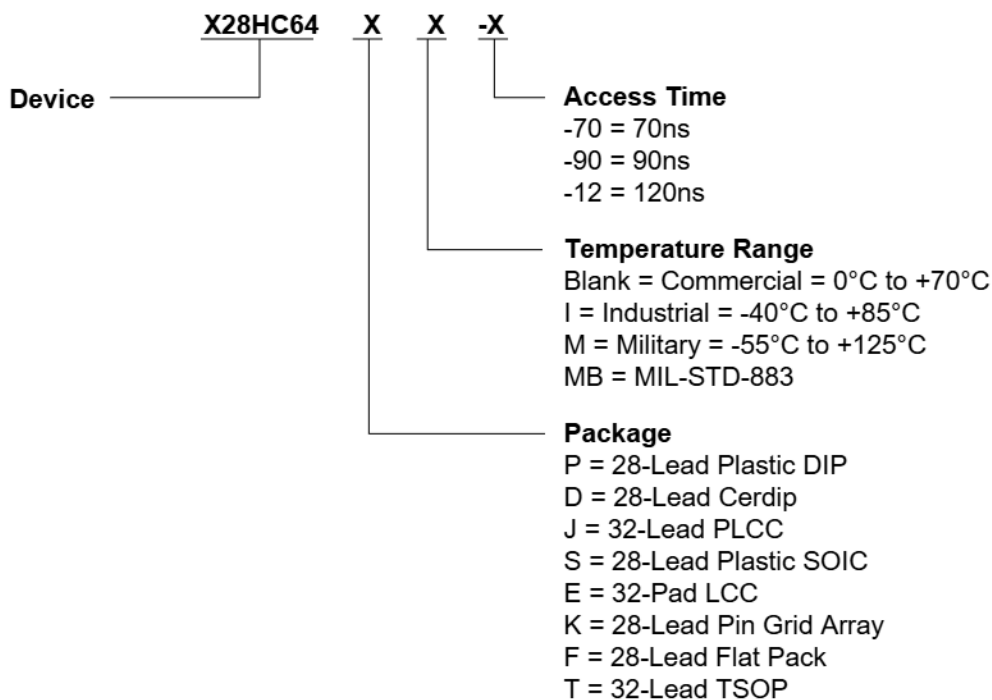 X28HC64 X X -X
Device
Access Time
-70 = 70ns
-90 = 90ns
-12 = 120ns
Temperature Range
Blank = Commercial = 0°C to +70°C
I = Industrial = -40°C to +85°C
M = Military = -55°C to +125°C
MB = MIL-STD-883
Package
P = 28-Lead Plastic DIP
D = 28-Lead Cerdip
J = 32-Lead PLCC
S = 28-Lead Plastic SOIC
E = 32-Pad LCC
K = 28-Lead Pin Grid Array
F = 28-Lead Flat Pack
T = 32-Lead TSOP